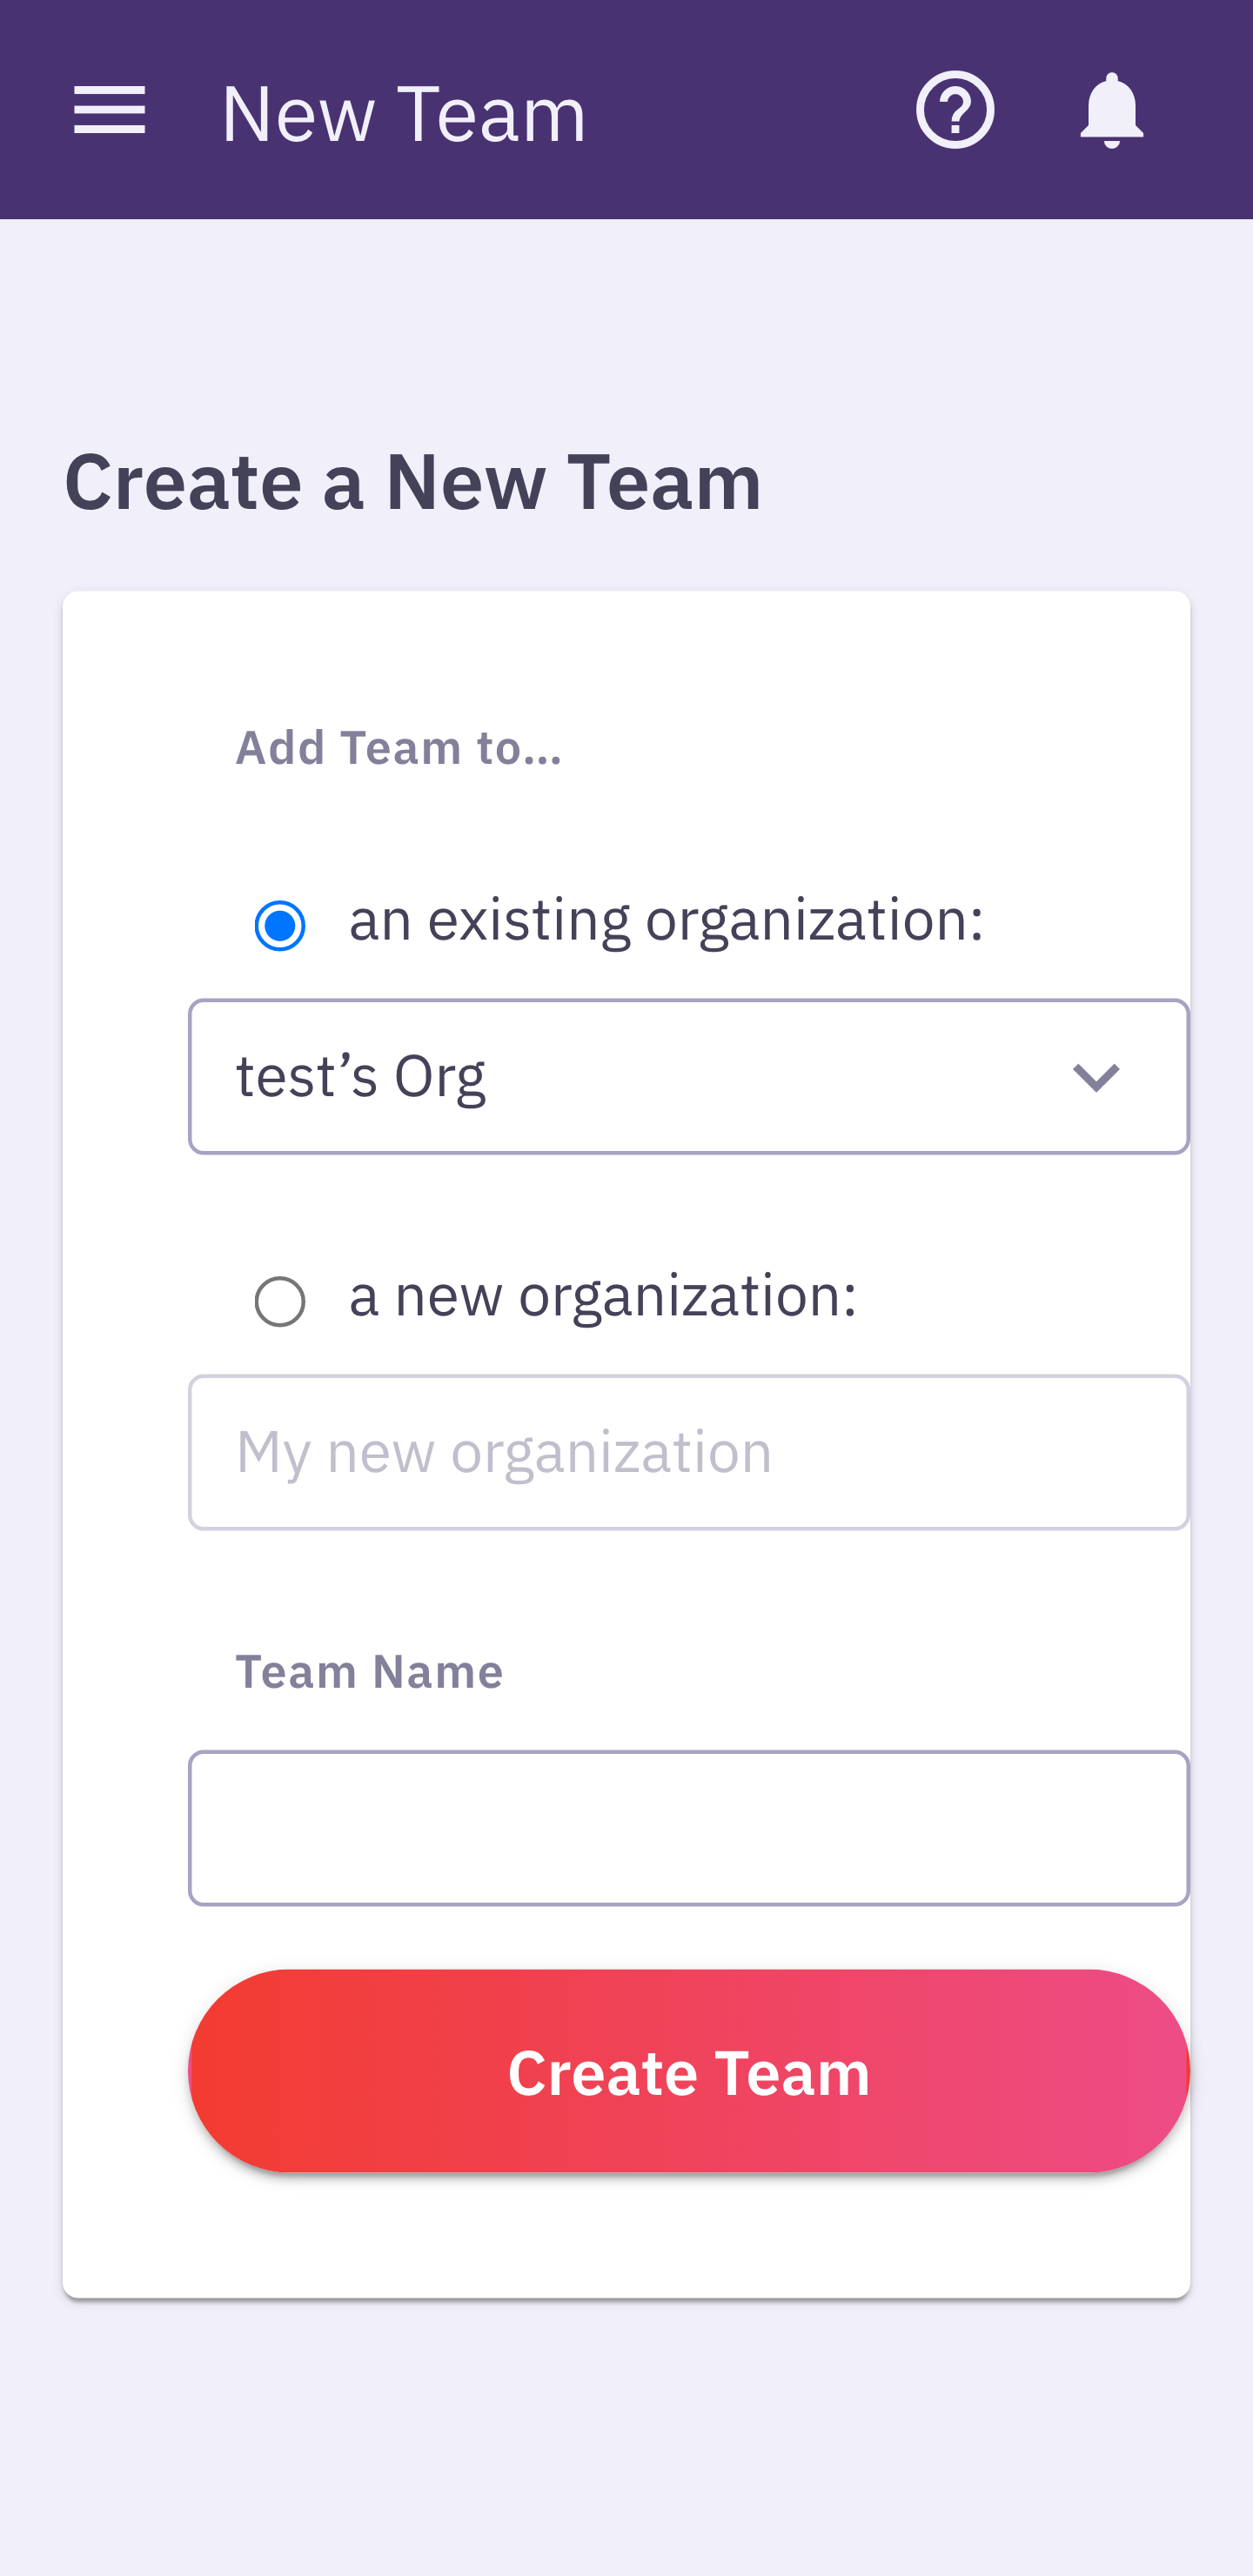 New Team
Create a New Team
Add Team to…
an existing organization:
test’s Org
a new organization:
My new organization
Team Name
Create Team